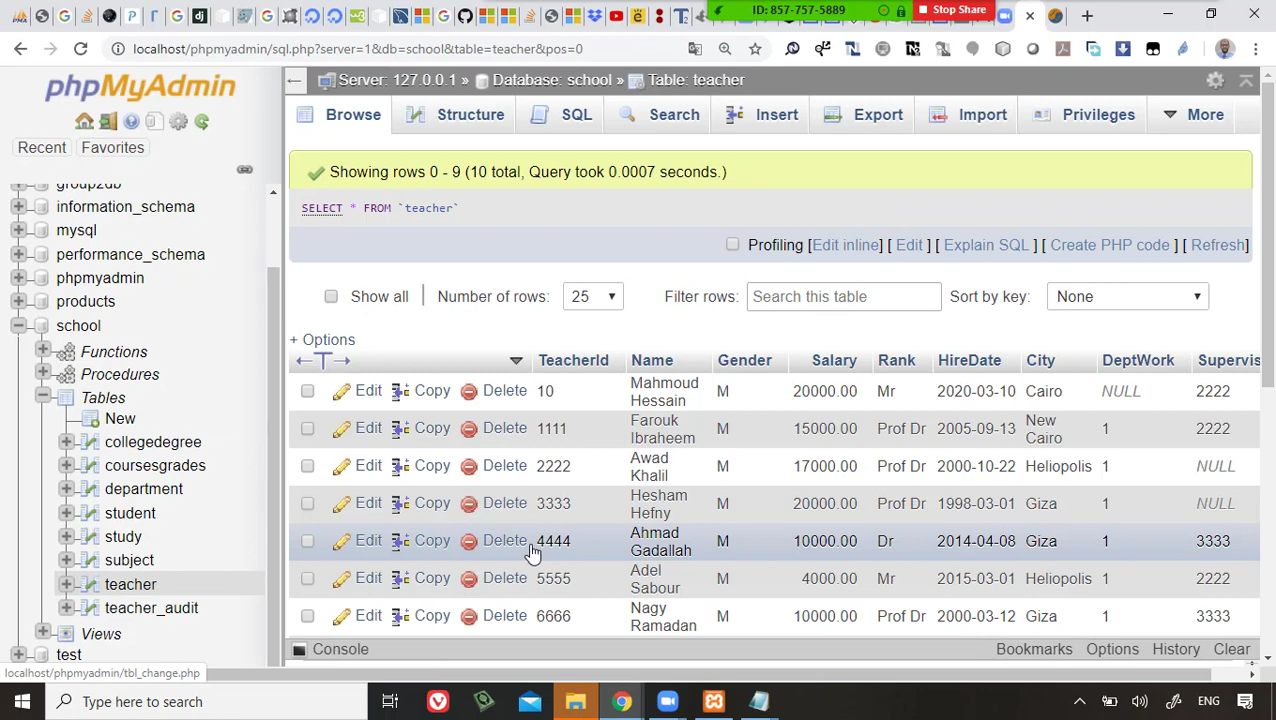 ID: 857-757-5889
Stop Share
localhost/phpmyadmin/sql.php?server=1&db=school&table=teacher&pos=0
phpMyAdmin
Server: 127.0.0.1 » Database: school » Table: teacher
Browse Structure SQL Search Insert Export Import Privileges More
Recent Favorites
Showing rows 0 - 9 (10 total, Query took 0.0007 seconds.)
SELECT * FROM `teacher`
Profiling [Edit inline] [ Edit ] [ Explain SQL ] [ Create PHP code ] [ Refresh]
Show all Number of rows: 25 Filter rows: Search this table Sort by key: None
+ Options
group2db
information_schema
mysql
performance_schema
phpmyadmin
products
school
Functions
Procedures
Tables
New
collegedegree
coursesgrades
department
student
study
subject
teacher
teacher_audit
Views
test
TeacherId Name Gender Salary Rank HireDate City DeptWork Supervis
Edit Copy Delete 10 Mahmoud Hessain M 20000.00 Mr 2020-03-10 Cairo NULL 2222
Edit Copy Delete 1111 Farouk Ibraheem M 15000.00 Prof Dr 2005-09-13 New Cairo 1 2222
Edit Copy Delete 2222 Awad Khalil M 17000.00 Prof Dr 2000-10-22 Heliopolis 1 NULL
Edit Copy Delete 3333 Hesham Hefny M 20000.00 Prof Dr 1998-03-01 Giza 1 NULL
Edit Copy Delete 4444 Ahmad Gadallah M 10000.00 Dr 2014-04-08 Giza 1 3333
Edit Copy Delete 5555 Adel Sabour M 4000.00 Mr 2015-03-01 Heliopolis 1 2222
Edit Copy Delete 6666 Nagy Ramadan M 10000.00 Prof Dr 2000-03-12 Giza 1 3333
Console Bookmarks Options History Clear
localhost/phpmyadmin/tbl_change.php
Type here to search
ENG
4:09 PM